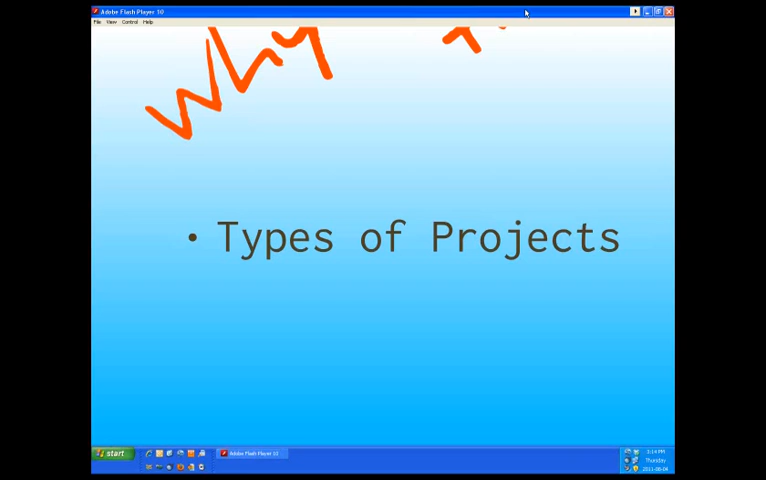 Adobe Flash Player 10
File View Control Help
Why
• Types of Projects
start
Adobe Flash Player 10
3:14 PM
Thursday